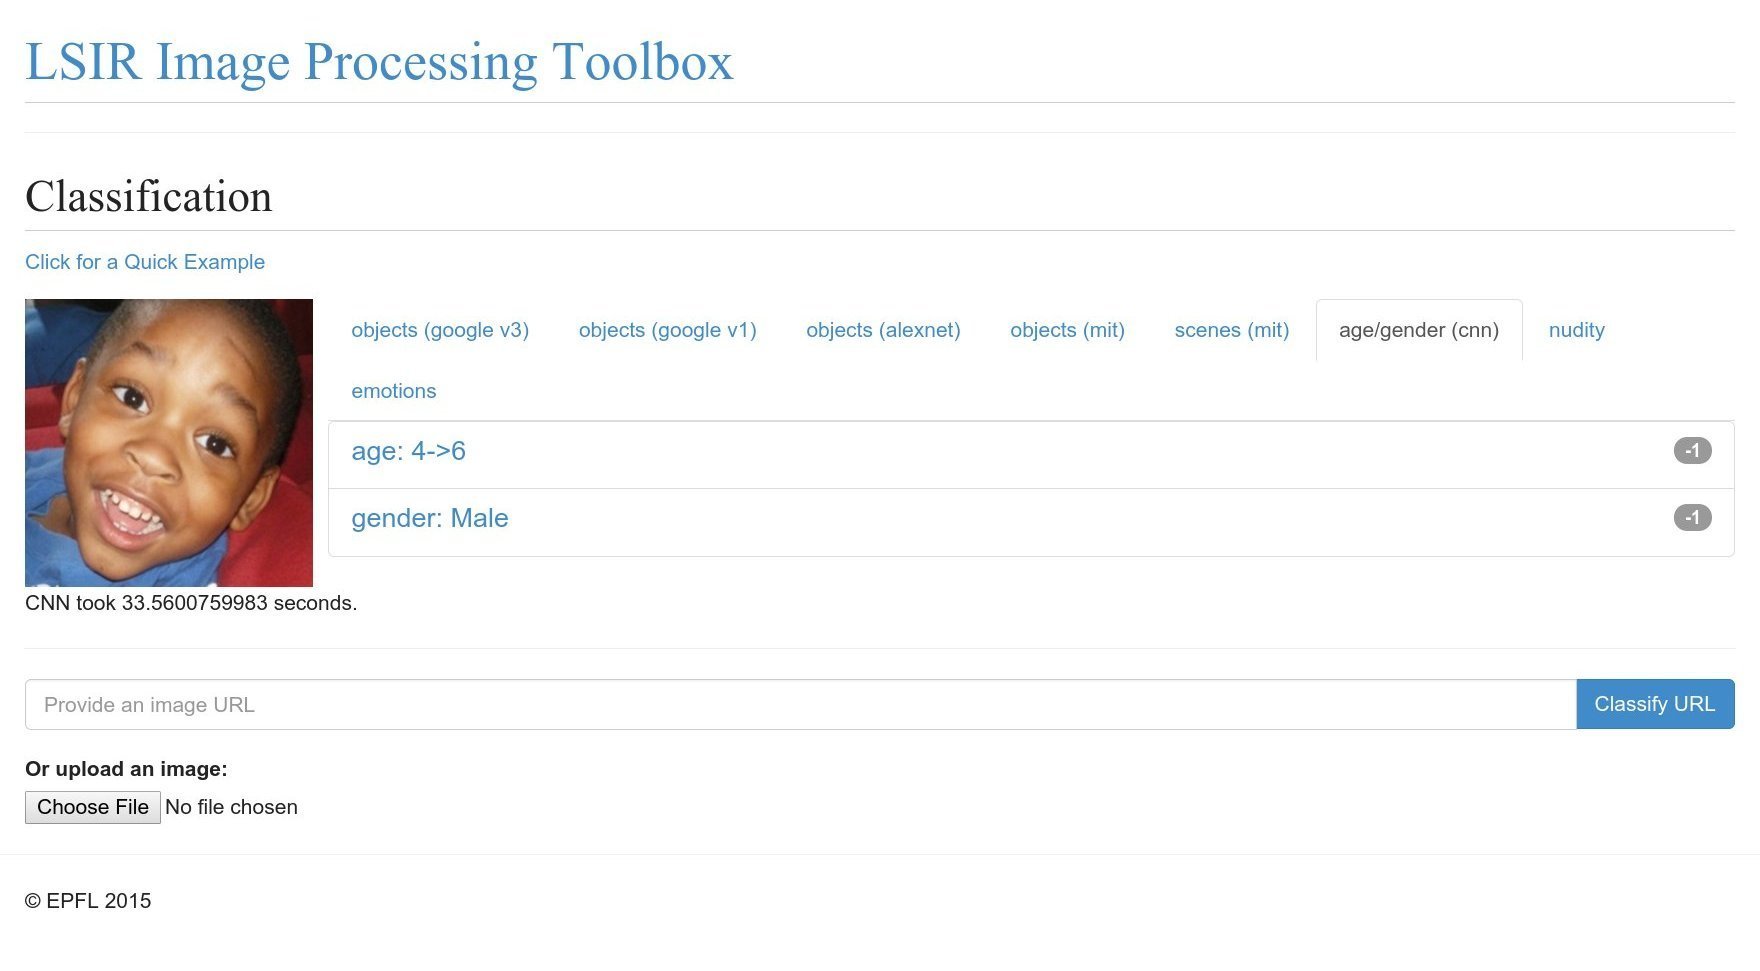 LSIR Image Processing Toolbox
Classification
Click for a Quick Example
objects (google v3) objects (google v1) objects (alexnet) objects (mit) scenes (mit) age/gender (cnn) nudity
emotions
age: 4->6 -1
gender: Male -1
CNN took 33.5600759983 seconds.
Provide an image URL Classify URL
Or upload an image:
Choose File No file chosen
© EPFL 2015